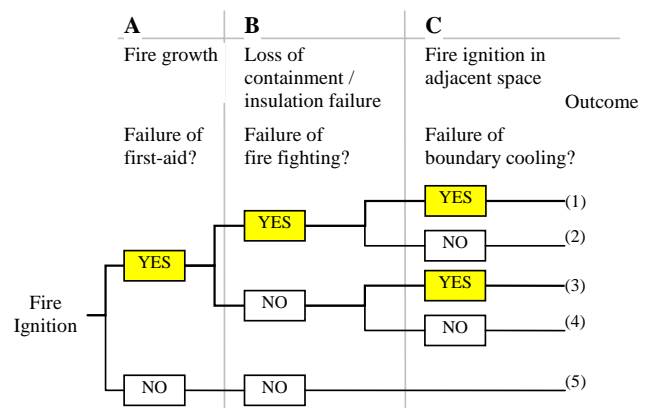 A B C
Fire growth
Loss of
containment /
insulation failure
Fire ignition in
adjacent space
Outcome
Failure of
first-aid?
Failure of
fire fighting?
Failure of
boundary cooling?
YES (1)
YES
NO (2)
YES
YES (3)
Fire
Ignition
NO
NO (4)
NO NO (5)